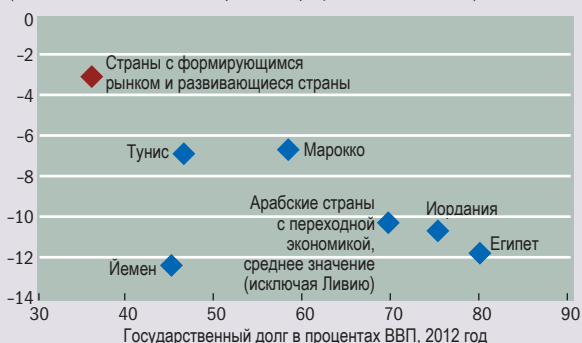 0
–2
–4
–6
–8
–10
–12
–14
Страны с формирующимся
рынком и развивающиеся страны
Тунис
Марокко
Арабские страны
с переходной
экономикой,
среднее значение
(исключая Ливию)
Иордания
Египет
Йемен
30 40 50 60 70 80 90
Государственный долг в процентах ВВП, 2012 год